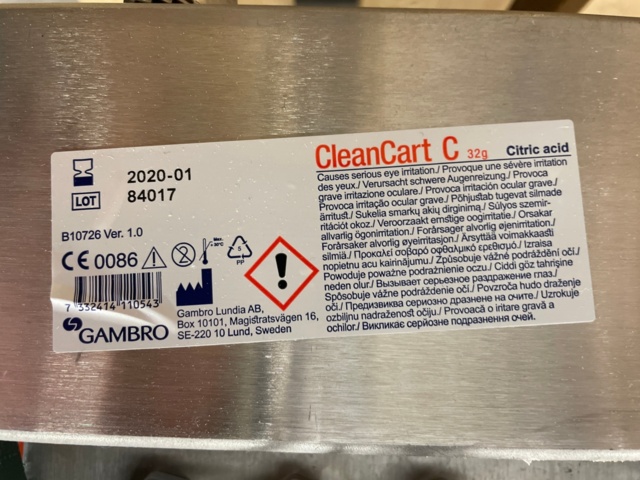 CleanCart C 32g Citric acid
Causes serious eye irritation./ Provoque une sévère irritation
des yeux./ Verursacht schwere Augenreizung./ Provoca
grave irritazione oculare./ Provoca irritación ocular grave./
Provoca irritação ocular grave./ Põhjustab tugevat silmade
ärritust./ Sukelia smarkų akių dirginimą./ Súlyos szemir-
ritációt okoz./ Veroorzaakt ernstige oogirritatie./ Orsakar
allvarlig ögonirritation./ Forårsager alvorlig øjenirritation./
Forårsaker alvorlig øyeirritasjon./ Ärsyttää voimakkaasti
silmiä./ Προκαλεί σοβαρό οφθαλμικό ερεθισμό./ Izraisa
nopietnu acu kairinājumu./ Způsobuje vážné podráždění očí./
Powoduje poważne podrażnienie oczu./ Ciddi göz tahrişine
neden olur./ Вызывает серьезное раздражение глаз./
Spôsobuje vážne podráždenie očí./ Povzroča hudo draženje
oči./ Предизвиква сериозно дразнене на очите./ Uzrokuje
ozbiljnu nadraženost očiju./ Provoacă o iritare gravă a
ochilor./ Викликає серйозне подразнення очей.
2020-01
LOT 84017
B10726 Ver. 1.0
CE 0086
Max.
30°C
5
PP
7 332414 110543
GAMBRO
Gambro Lundia AB,
Box 10101, Magistratsvägen 16,
SE-220 10 Lund, Sweden